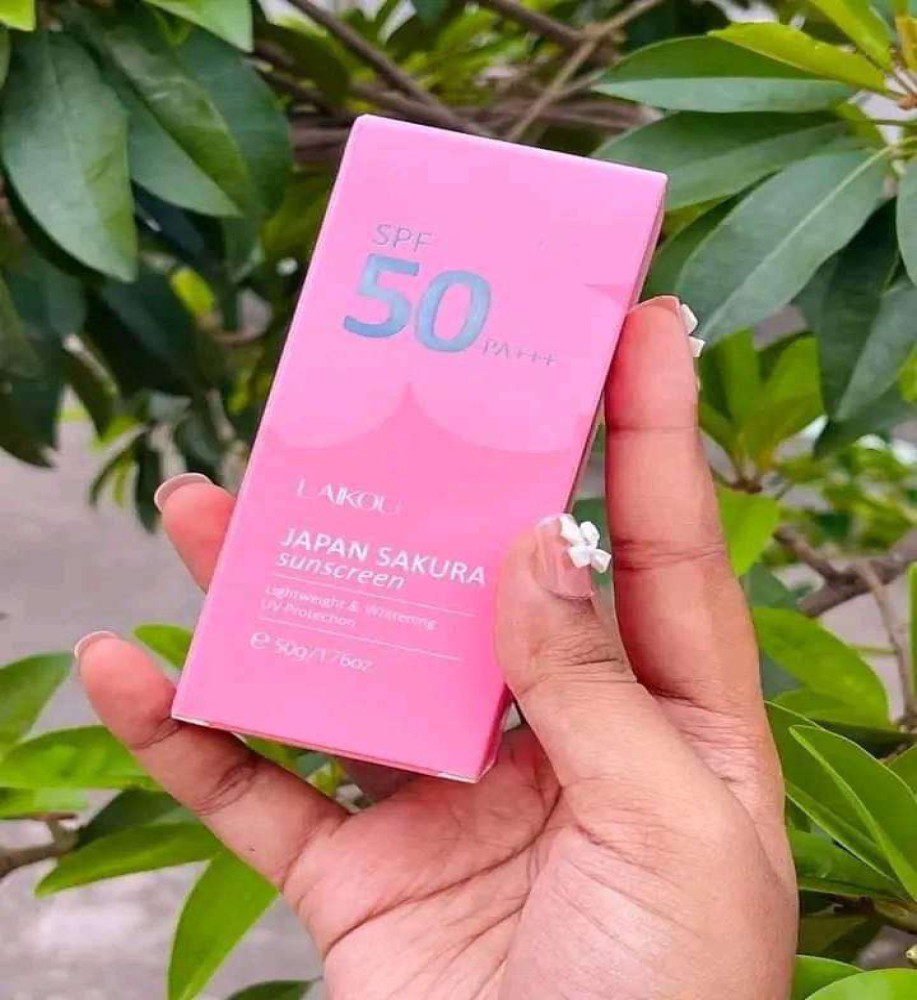 SPF
50
PA+++
LAIKOU
JAPAN SAKURA
sunscreen
Lightweight & Whitening
UV Protection
℮ 50g/1.76oz